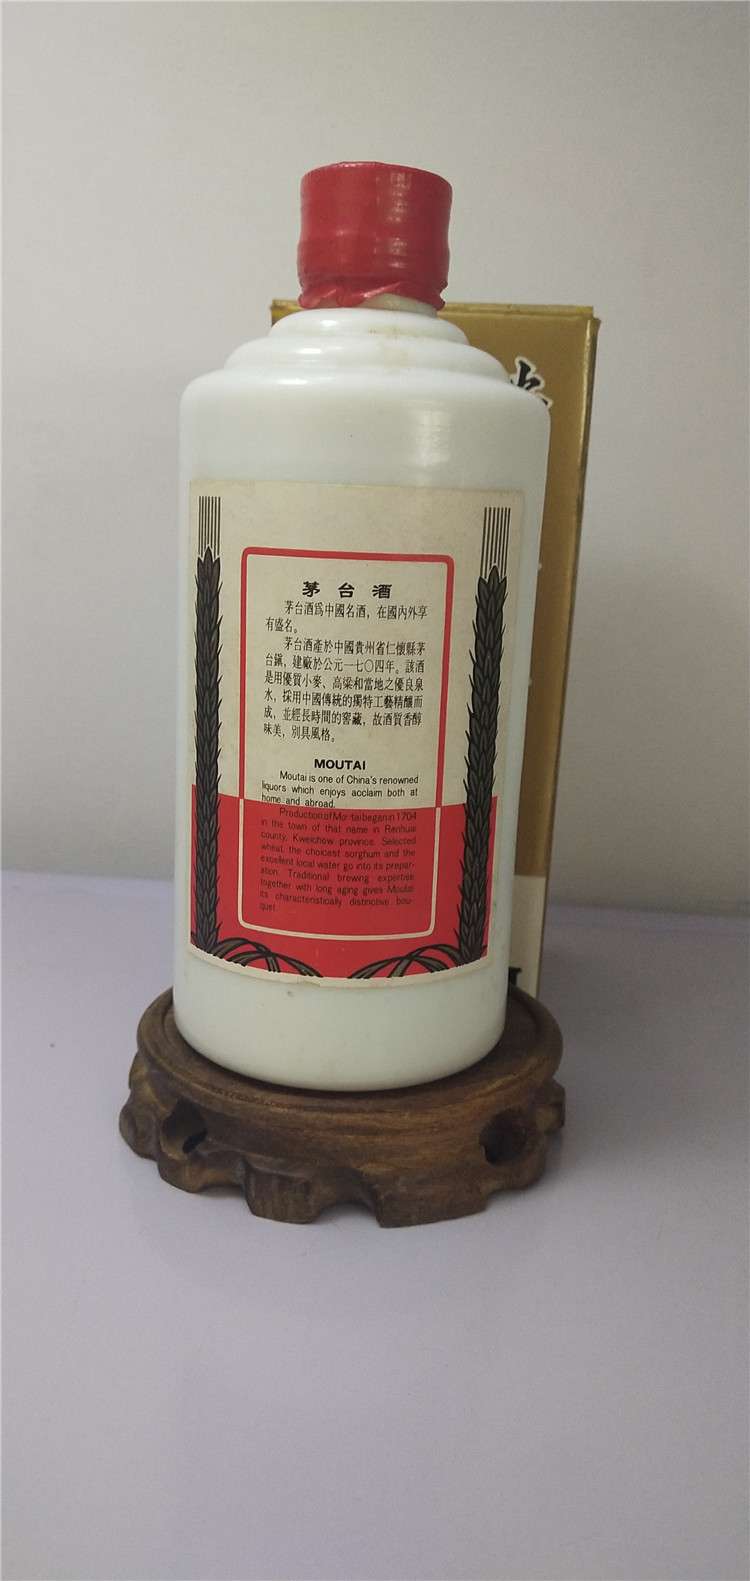 茅台酒
茅台酒爲中國名酒，在國內外享
有盛名。
茅台酒產於中國貴州省仁懷縣茅
台鎮，建廠於公元一七〇四年。該酒
是用優質小麥、高粱和當地之優良泉
水，採用中國傳統的獨特工藝精釀而
成，並經長時間的窖藏，故酒質香醇
味美，別具風格。
MOUTAI
Moutai is one of China's renowned
liquors which enjoys acclaim both at
home and abroad.
Production of Moutai began in 1704
in the town of that name in Renhuai
county, Kweichow province. Selected
wheat, the choicest sorghum and the
excellent local water go into its prepar-
ation. Traditional brewing expertise
together with long aging gives Moutai
its characteristically distinctive bou-
quet.